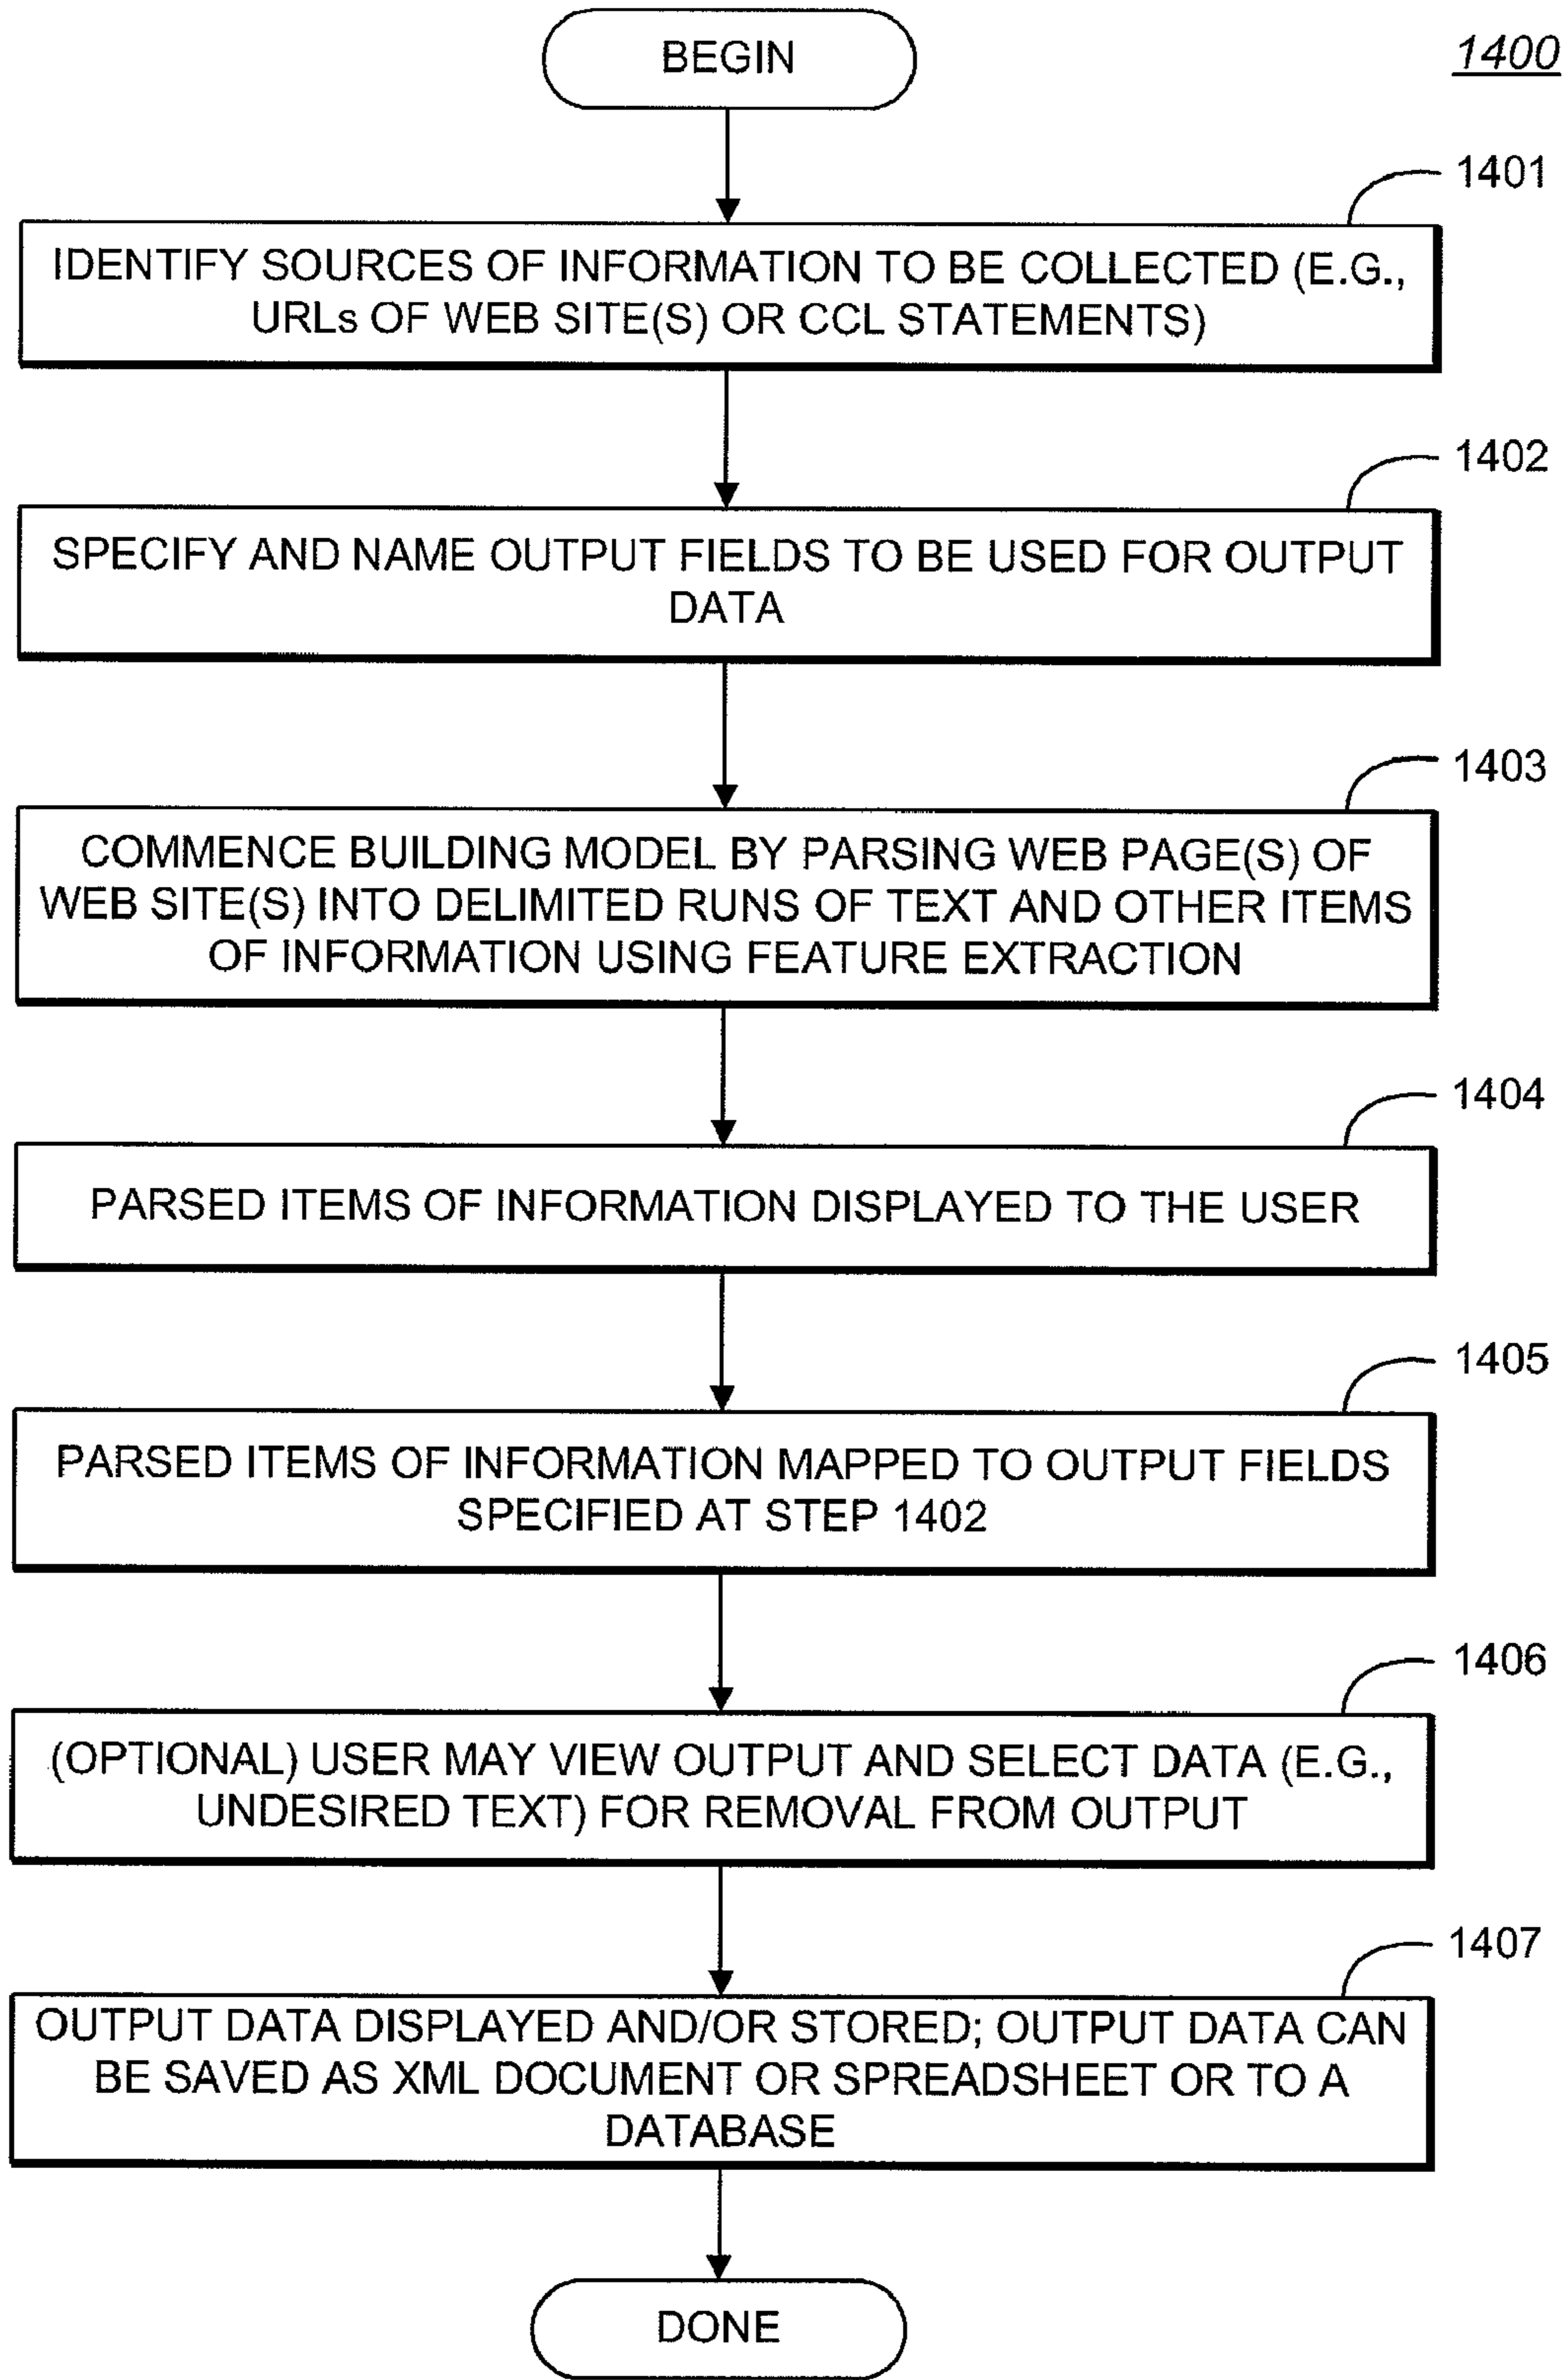 BEGIN
1400
1401
IDENTIFY SOURCES OF INFORMATION TO BE COLLECTED (E.G.,
URLs OF WEB SITE(S) OR CCL STATEMENTS)
1402
SPECIFY AND NAME OUTPUT FIELDS TO BE USED FOR OUTPUT
DATA
1403
COMMENCE BUILDING MODEL BY PARSING WEB PAGE(S) OF
WEB SITE(S) INTO DELIMITED RUNS OF TEXT AND OTHER ITEMS
OF INFORMATION USING FEATURE EXTRACTION
1404
PARSED ITEMS OF INFORMATION DISPLAYED TO THE USER
1405
PARSED ITEMS OF INFORMATION MAPPED TO OUTPUT FIELDS
SPECIFIED AT STEP 1402
1406
(OPTIONAL) USER MAY VIEW OUTPUT AND SELECT DATA (E.G.,
UNDESIRED TEXT) FOR REMOVAL FROM OUTPUT
1407
OUTPUT DATA DISPLAYED AND/OR STORED; OUTPUT DATA CAN
BE SAVED AS XML DOCUMENT OR SPREADSHEET OR TO A
DATABASE
DONE